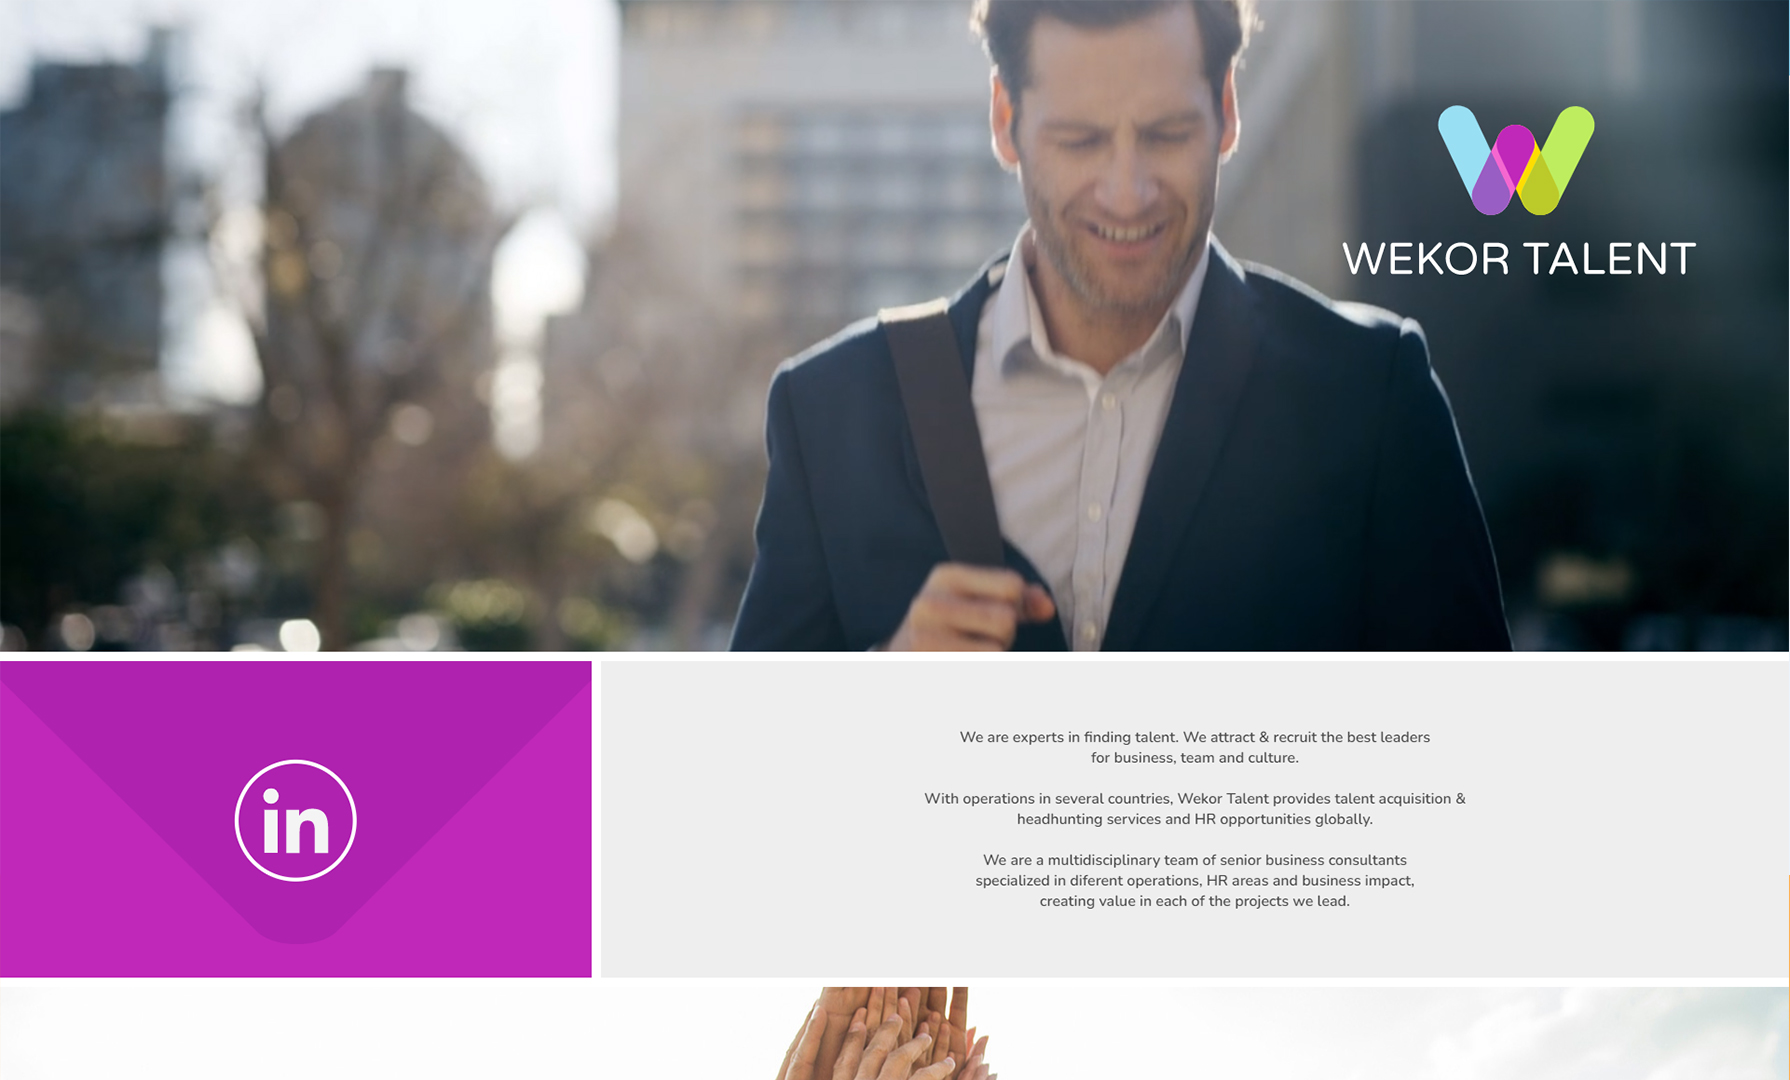 WEKOR TALENT
in
We are experts in finding talent. We attract & recruit the best leaders
for business, team and culture.
With operations in several countries, Wekor Talent provides talent acquisition &
headhunting services and HR opportunities globally.
We are a multidisciplinary team of senior business consultants
specialized in diferent operations, HR areas and business impact,
creating value in each of the projects we lead.